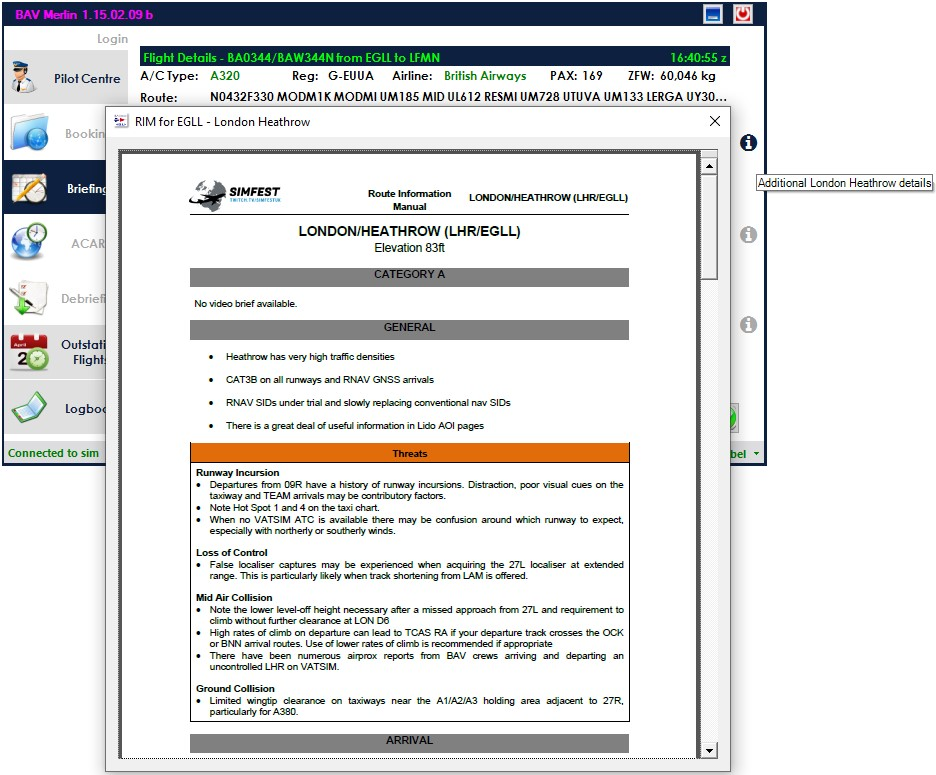 BAV Merlin 1.15.02.09 b
Login
Pilot Centre
Flight Details - BA0344/BAW344N from EGLL to LFMN 16:40:55 z
A/C Type: A320 Reg: G-EUUA Airline: British Airways PAX: 169 ZFW: 60,046 kg
Route: N0432F330 MODM1K MODMI UM185 MID UL612 RESMI UM728 UTUVA UM133 LERGA UY30...
RIM for EGLL - London Heathrow
Bookin
Briefing
ACAR
Debriefi
Outstati
Flights
Logboo
Connected to sim
bel
Additional London Heathrow details
SIMFEST
TWITCH.TV/SIMFESTUK
Route Information
Manual
LONDON/HEATHROW (LHR/EGLL)
LONDON/HEATHROW (LHR/EGLL)
Elevation 83ft
CATEGORY A
No video brief available.
GENERAL
• Heathrow has very high traffic densities
• CAT3B on all runways and RNAV GNSS arrivals
• RNAV SIDs under trial and slowly replacing conventional nav SIDs
• There is a great deal of useful information in Lido AOI pages
Threats
Runway Incursion
• Departures from 09R have a history of runway incursions. Distraction, poor visual cues on the
taxiway and TEAM arrivals may be contributory factors.
• Note Hot Spot 1 and 4 on the taxi chart.
• When no VATSIM ATC is available there may be confusion around which runway to expect,
especially with northerly or southerly winds.
Loss of Control
• False localiser captures may be experienced when acquiring the 27L localiser at extended
range. This is particularly likely when track shortening from LAM is offered.
Mid Air Collision
• Note the lower level-off height necessary after a missed approach from 27L and requirement to
climb without further clearance at LON D6
• High rates of climb on departure can lead to TCAS RA if your departure track crosses the OCK
or BNN arrival routes. Use of lower rates of climb is recommended if appropriate
• There have been numerous airprox reports from BAV crews arriving and departing an
uncontrolled LHR on VATSIM.
Ground Collision
• Limited wingtip clearance on taxiways near the A1/A2/A3 holding area adjacent to 27R,
particularly for A380.
ARRIVAL